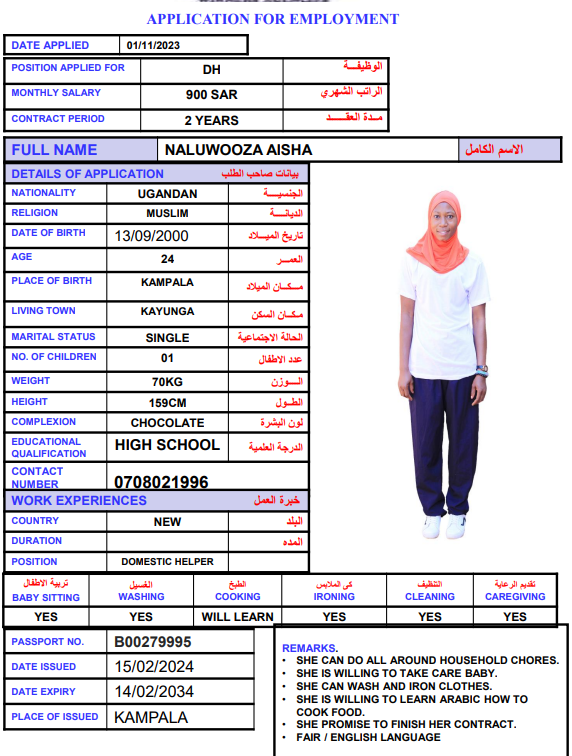 APPLICATION FOR EMPLOYMENT
DATE APPLIED 01/11/2023
POSITION APPLIED FOR DH الوظيفــة
MONTHLY SALARY 900 SAR الراتب الشهري
CONTRACT PERIOD 2 YEARS مـدة العقـــد
FULL NAME NALUWOOZA AISHA الاسم الكامل
DETAILS OF APPLICATION بيانات صاحب الطلب
NATIONALITY UGANDAN الجنسيــة
RELIGION MUSLIM الديانــة
DATE OF BIRTH 13/09/2000 تاريخ الميــلاد
AGE 24 العمــر
PLACE OF BIRTH KAMPALA مــكــان الميلاد
LIVING TOWN KAYUNGA مـكــان السكن
MARITAL STATUS SINGLE الحالة الاجتماعية
NO. OF CHILDREN 01 عدد الاطفال
WEIGHT 70KG الـــوزن
HEIGHT 159CM الطــول
COMPLEXION CHOCOLATE لون البشرة
EDUCATIONAL QUALIFICATION HIGH SCHOOL الدرجة العلمية
CONTACT NUMBER 0708021996
WORK EXPERIENCES خبرة العمل
COUNTRY NEW البلد
DURATION المده
POSITION DOMESTIC HELPER
تربية الاطفال الغسيل الطبخ كي الملابس التنظيف تقديم الرعاية
BABY SITTING WASHING COOKING IRONING CLEANING CAREGIVING
YES YES WILL LEARN YES YES YES
PASSPORT NO. B00279995
DATE ISSUED 15/02/2024
DATE EXPIRY 14/02/2034
PLACE OF ISSUED KAMPALA
REMARKS.
• SHE CAN DO ALL AROUND HOUSEHOLD CHORES.
• SHE IS WILLING TO TAKE CARE BABY.
• SHE CAN WASH AND IRON CLOTHES.
• SHE IS WILLING TO LEARN ARABIC HOW TO
COOK FOOD.
• SHE PROMISE TO FINISH HER CONTRACT.
• FAIR / ENGLISH LANGUAGE